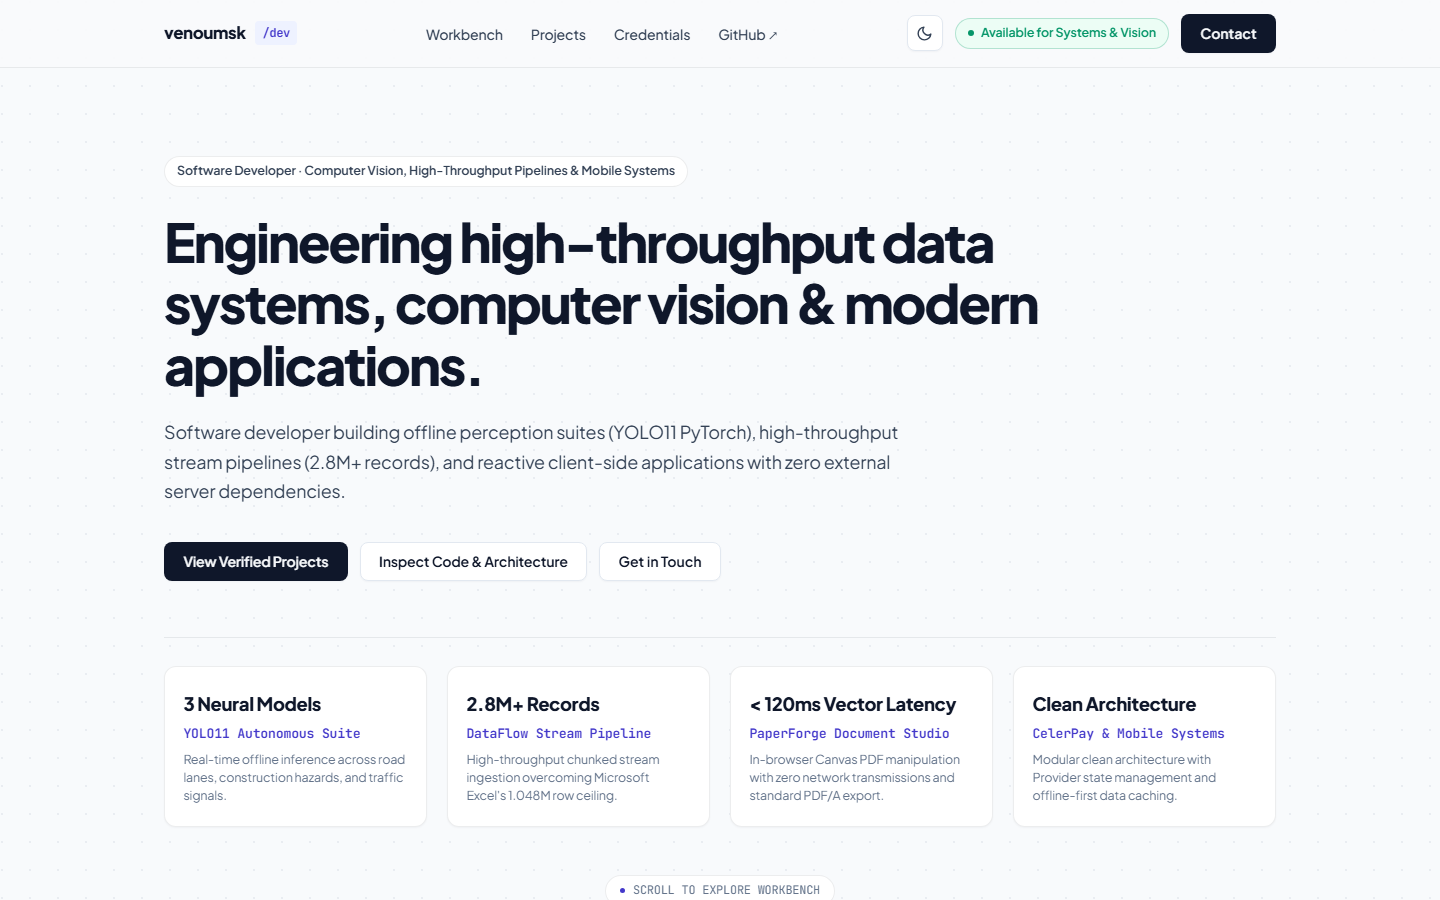 venoumsk /dev Workbench Projects Credentials GitHub ↗ Available for Systems & Vision Contact
Software Developer · Computer Vision, High-Throughput Pipelines & Mobile Systems
Engineering high-throughput data
systems, computer vision & modern
applications.
Software developer building offline perception suites (YOLO11 PyTorch), high-throughput
stream pipelines (2.8M+ records), and reactive client-side applications with zero external
server dependencies.
View Verified Projects Inspect Code & Architecture Get in Touch
3 Neural Models
YOLO11 Autonomous Suite
Real-time offline inference across road
lanes, construction hazards, and traffic
signals.
2.8M+ Records
DataFlow Stream Pipeline
High-throughput chunked stream
ingestion overcoming Microsoft
Excel's 1.048M row ceiling.
< 120ms Vector Latency
PaperForge Document Studio
In-browser Canvas PDF manipulation
with zero network transmissions and
standard PDF/A export.
Clean Architecture
CelerPay & Mobile Systems
Modular clean architecture with
Provider state management and
offline-first data caching.
SCROLL TO EXPLORE WORKBENCH